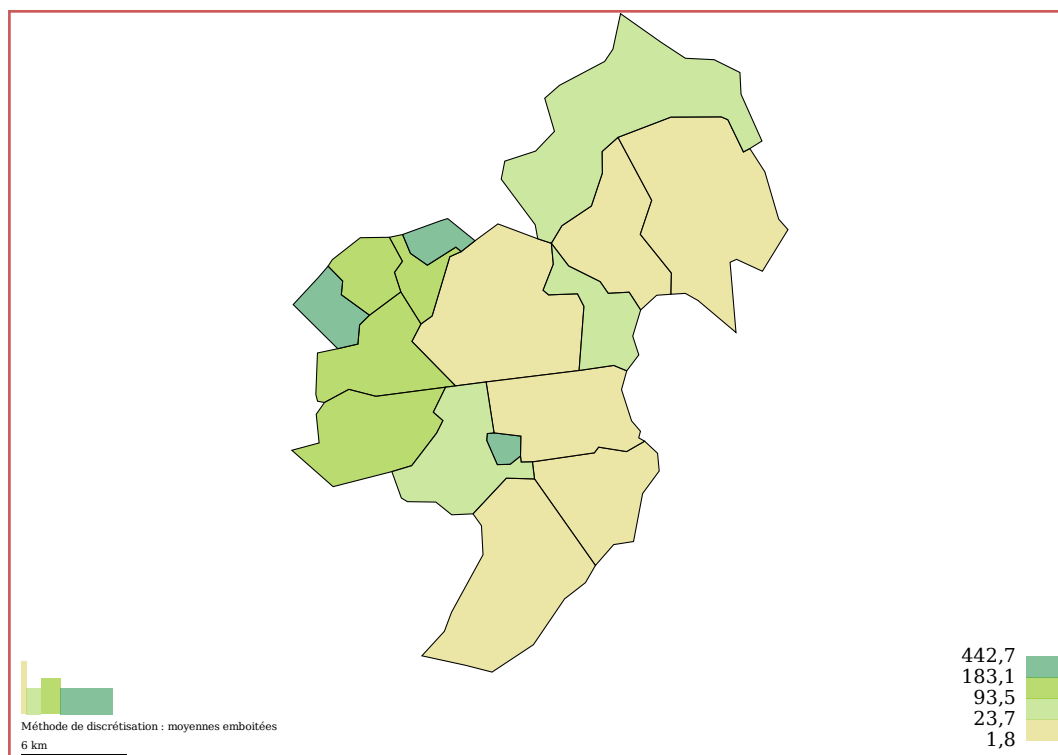 442,7
183,1
93,5
23,7
1,8
Méthode de discrétisation : moyennes emboitées
6 km